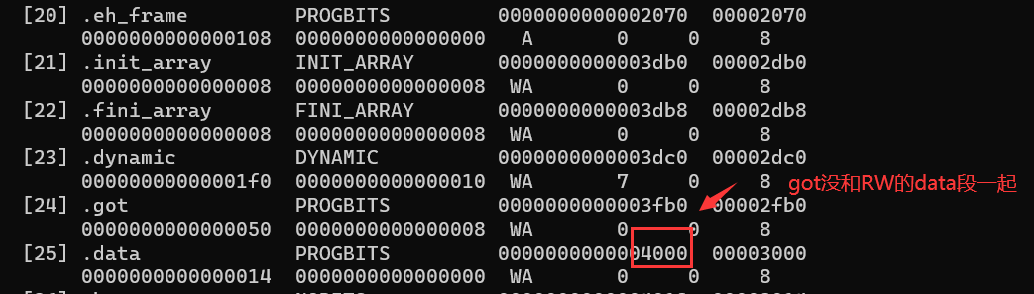 [20] .eh_frame PROGBITS 0000000000002070 00002070
0000000000000108 0000000000000000 A 0 0 8
[21] .init_array INIT_ARRAY 0000000000003db0 00002db0
0000000000000008 0000000000000008 WA 0 0 8
[22] .fini_array FINI_ARRAY 0000000000003db8 00002db8
0000000000000008 0000000000000008 WA 0 0 8
[23] .dynamic DYNAMIC 0000000000003dc0 00002dc0
00000000000001f0 0000000000000010 WA 7 0 8
got没和RW的data段一起
[24] .got PROGBITS 0000000000003fb0 00002fb0
0000000000000050 0000000000000008 WA 0 0 8
[25] .data PROGBITS 0000000000004000 00003000
0000000000000014 0000000000000000 WA 0 0 8